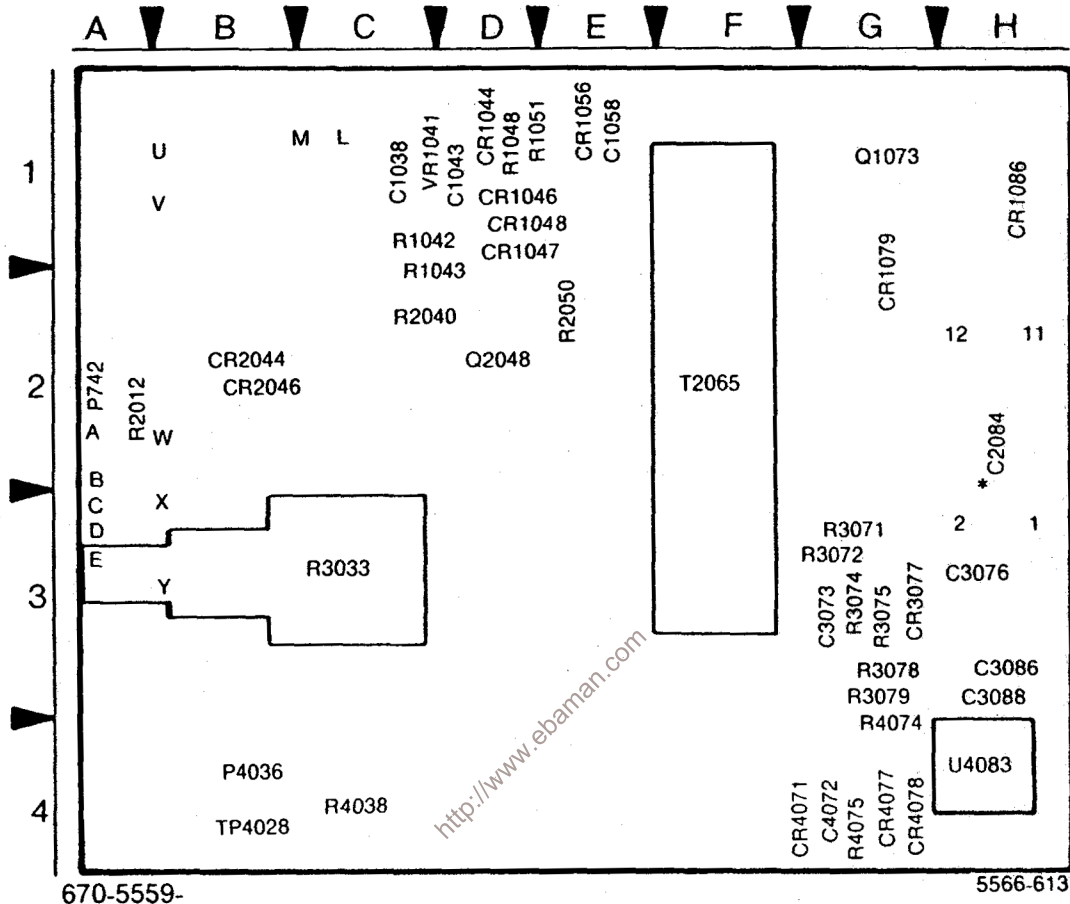 A B C D E F G H
1
U
V
M L
C1038
VR1041
C1043
CR1044
R1048
R1051
CR1056
C1058
CR1046
CR1048
CR1047
R1042
R1043
Q1073
CR1086
CR1079
2
R2040
R2050
CR2044
CR2046
Q2048
T2065
12 11
P742
A
R2012
W
* C2084
B
C
D
E
X
Y
3
R3033
R3071
R3072
2 1
C3076
C3073
R3074
R3075
CR3077
R3078
R3079
C3086
C3088
4
R4074
U4083
P4036
TP4028
R4038
CR4071
C4072
R4075
CR4077
CR4078
http://www.ebaman.com
670-5559-
5566-613